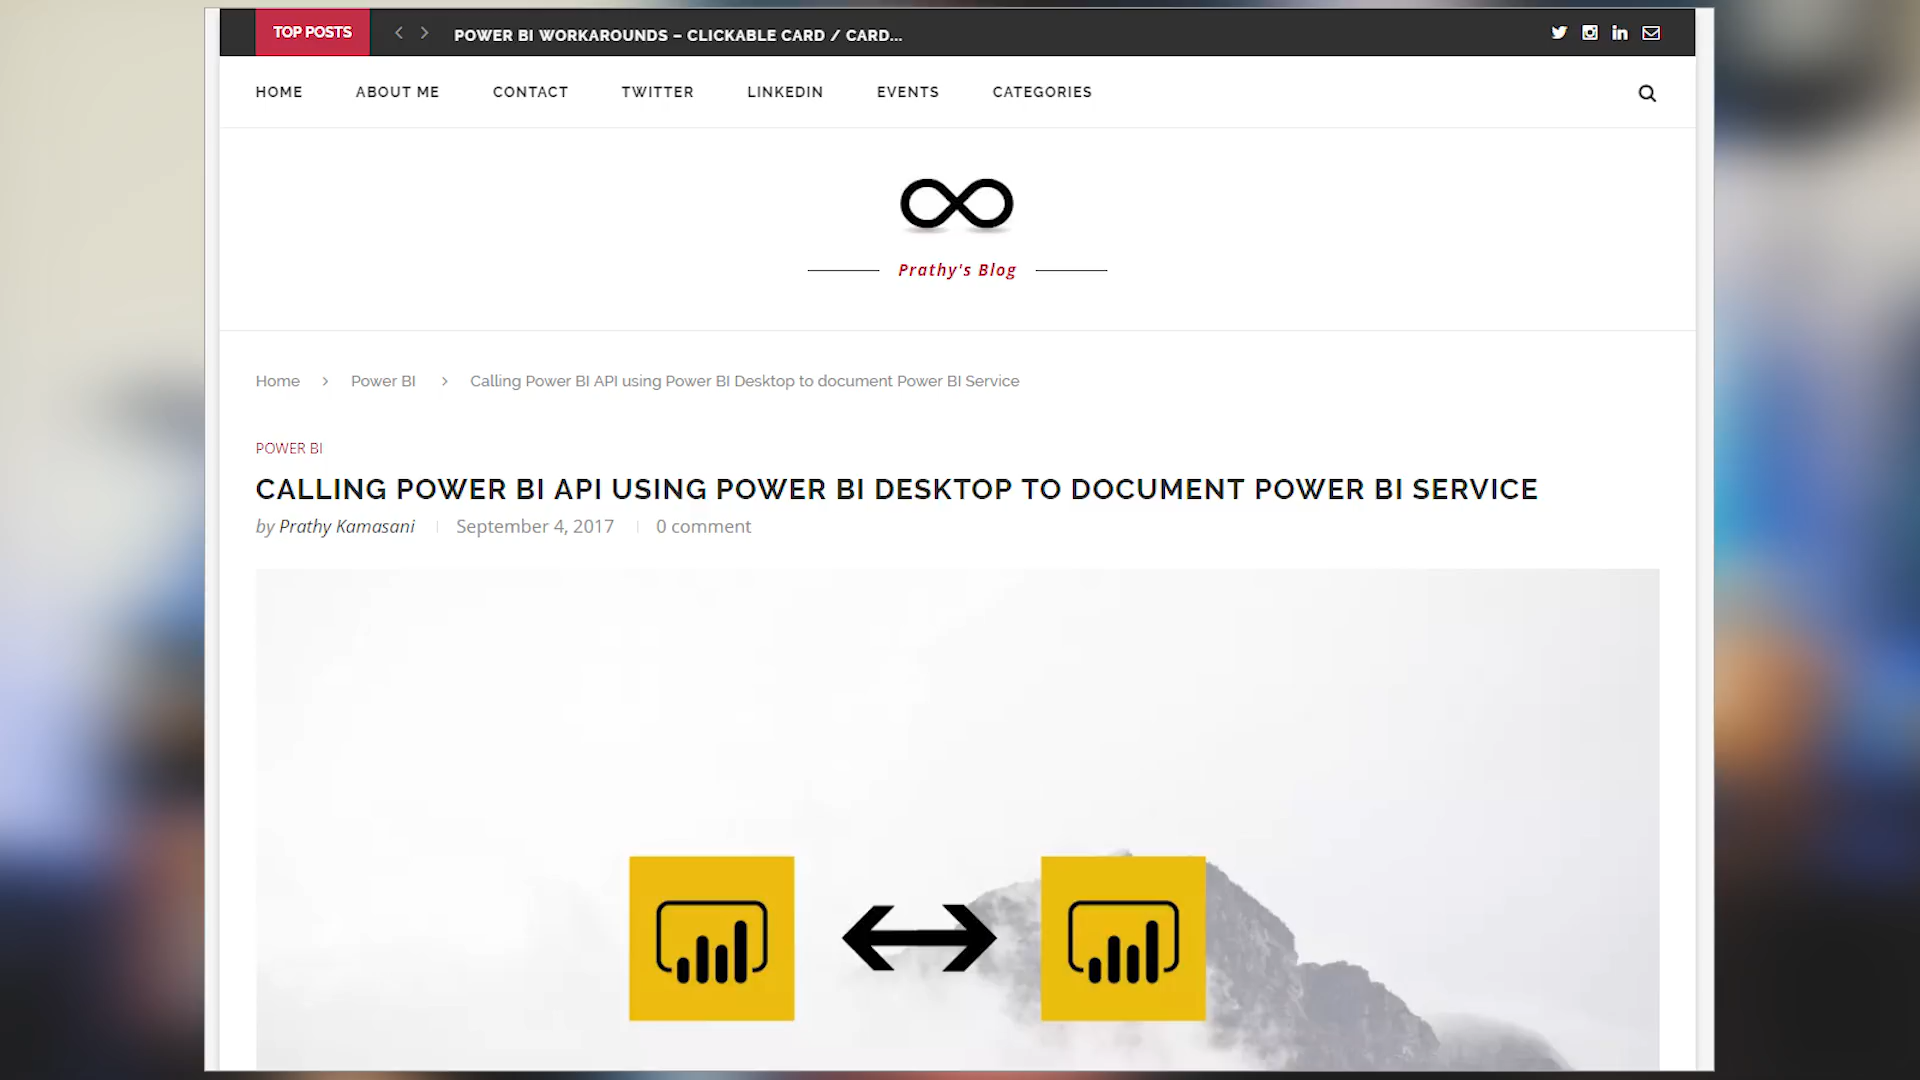 TOP POSTS
POWER BI WORKAROUNDS – CLICKABLE CARD / CARD...
HOME ABOUT ME CONTACT TWITTER LINKEDIN EVENTS CATEGORIES
Prathy's Blog
Home > Power BI > Calling Power BI API using Power BI Desktop to document Power BI Service
POWER BI
CALLING POWER BI API USING POWER BI DESKTOP TO DOCUMENT POWER BI SERVICE
by Prathy Kamasani September 4, 2017 0 comment